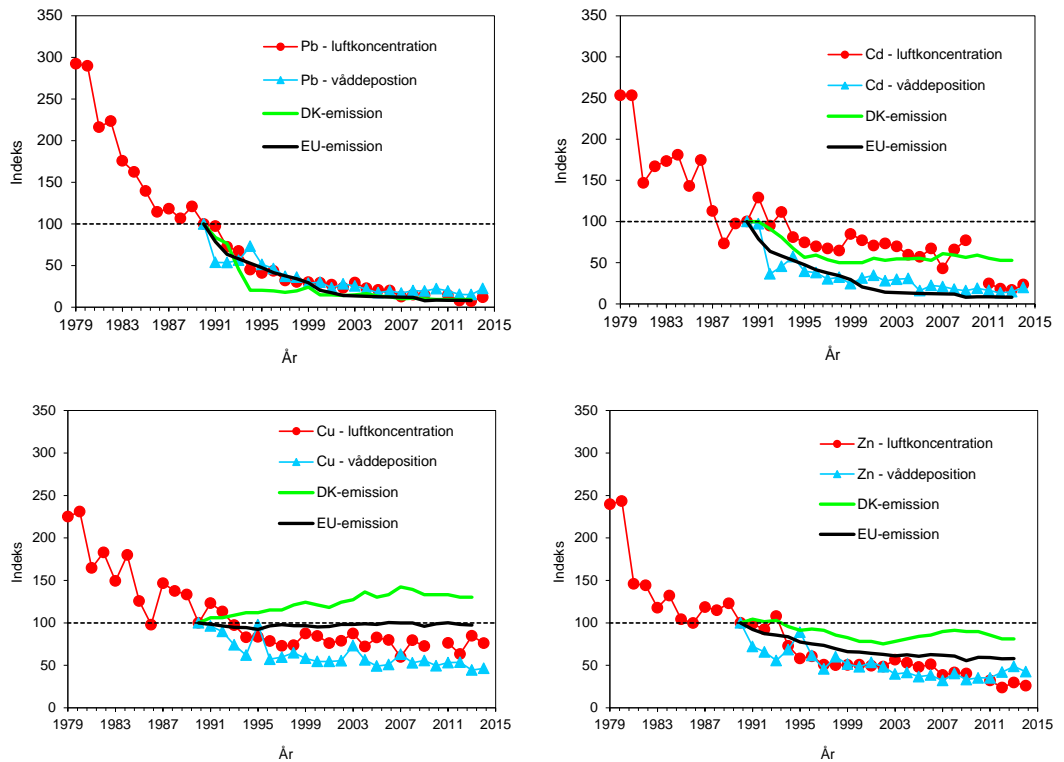 350
300
250
200
150
100
50
0
Indeks
Pb - luftkoncentration
Pb - våddepostion
DK-emission
EU-emission
1979 1983 1987 1991 1995 1999 2003 2007 2011 2015
År
350
300
250
200
150
100
50
0
Indeks
Cd - luftkoncentration
Cd - våddeposition
DK-emission
EU-emission
1979 1983 1987 1991 1995 1999 2003 2007 2011 2015
År
350
300
250
200
150
100
50
0
Indeks
Cu - luftkoncentration
Cu - våddeposition
DK-emission
EU-emission
1979 1983 1987 1991 1995 1999 2003 2007 2011 2015
År
350
300
250
200
150
100
50
0
Indeks
Zn - luftkoncentration
Zn - våddeposition
DK-emission
EU-emission
1979 1983 1987 1991 1995 1999 2003 2007 2011 2015
År